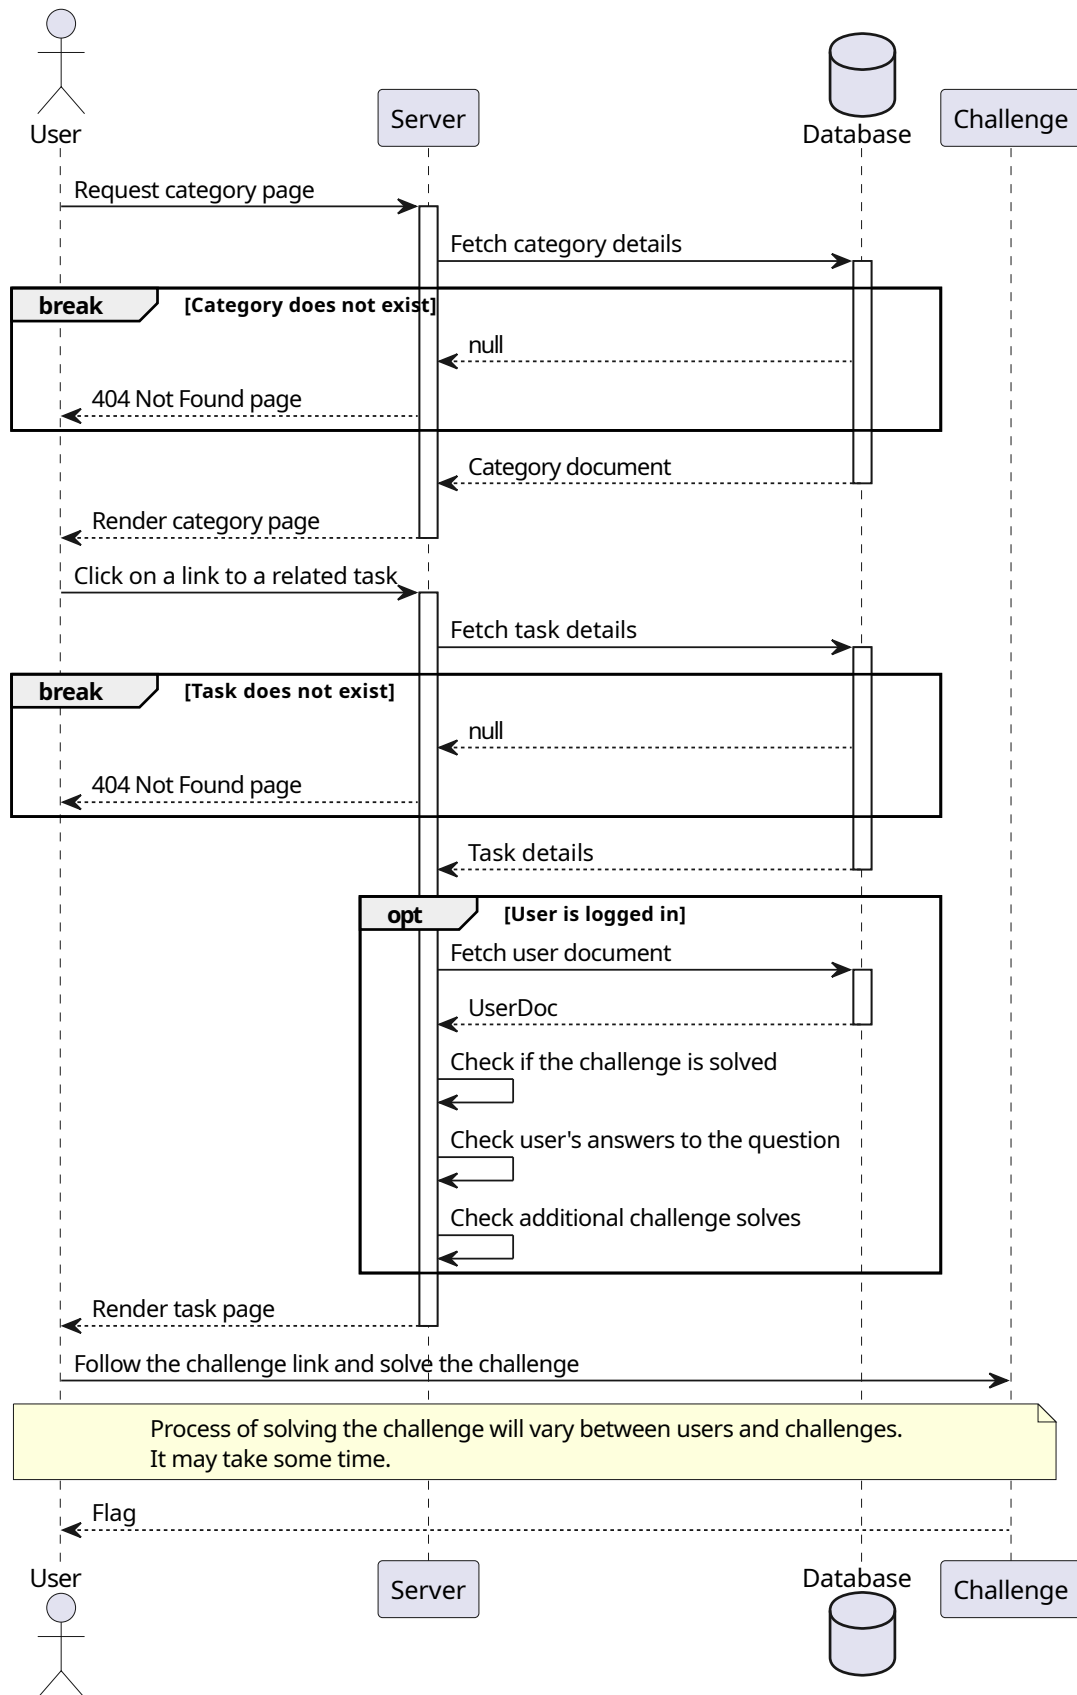 User
Server
Database
Challenge
Request category page
Fetch category details
break
[Category does not exist]
null
404 Not Found page
Category document
Render category page
Click on a link to a related task
Fetch task details
break
[Task does not exist]
null
404 Not Found page
Task details
opt
[User is logged in]
Fetch user document
UserDoc
Check if the challenge is solved
Check user's answers to the question
Check additional challenge solves
Render task page
Follow the challenge link and solve the challenge
Process of solving the challenge will vary between users and challenges.
It may take some time.
Flag
User
Server
Database
Challenge